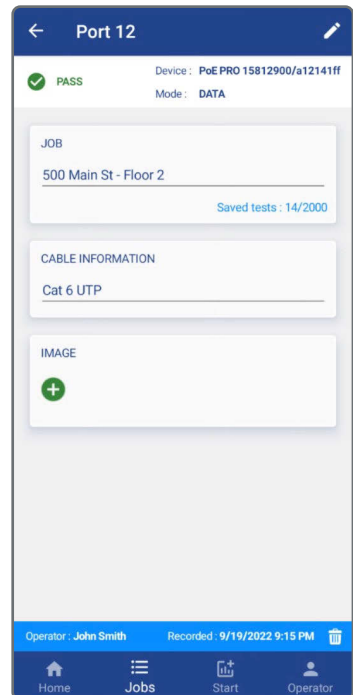 Port 12
PASS
Device : PoE PRO 15812900/a12141ff
Mode : DATA
JOB
500 Main St - Floor 2
Saved tests : 14/2000
CABLE INFORMATION
Cat 6 UTP
IMAGE
Operator : John Smith Recorded : 9/19/2022 9:15 PM
Home Jobs Start Operator